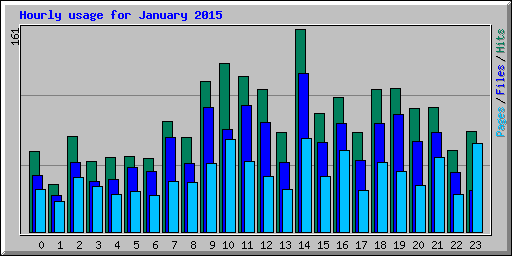 Hourly usage for January 2015
161
Pages / Files / Hits
0 1 2 3 4 5 6 7 8 9 10 11 12 13 14 15 16 17 18 19 20 21 22 23